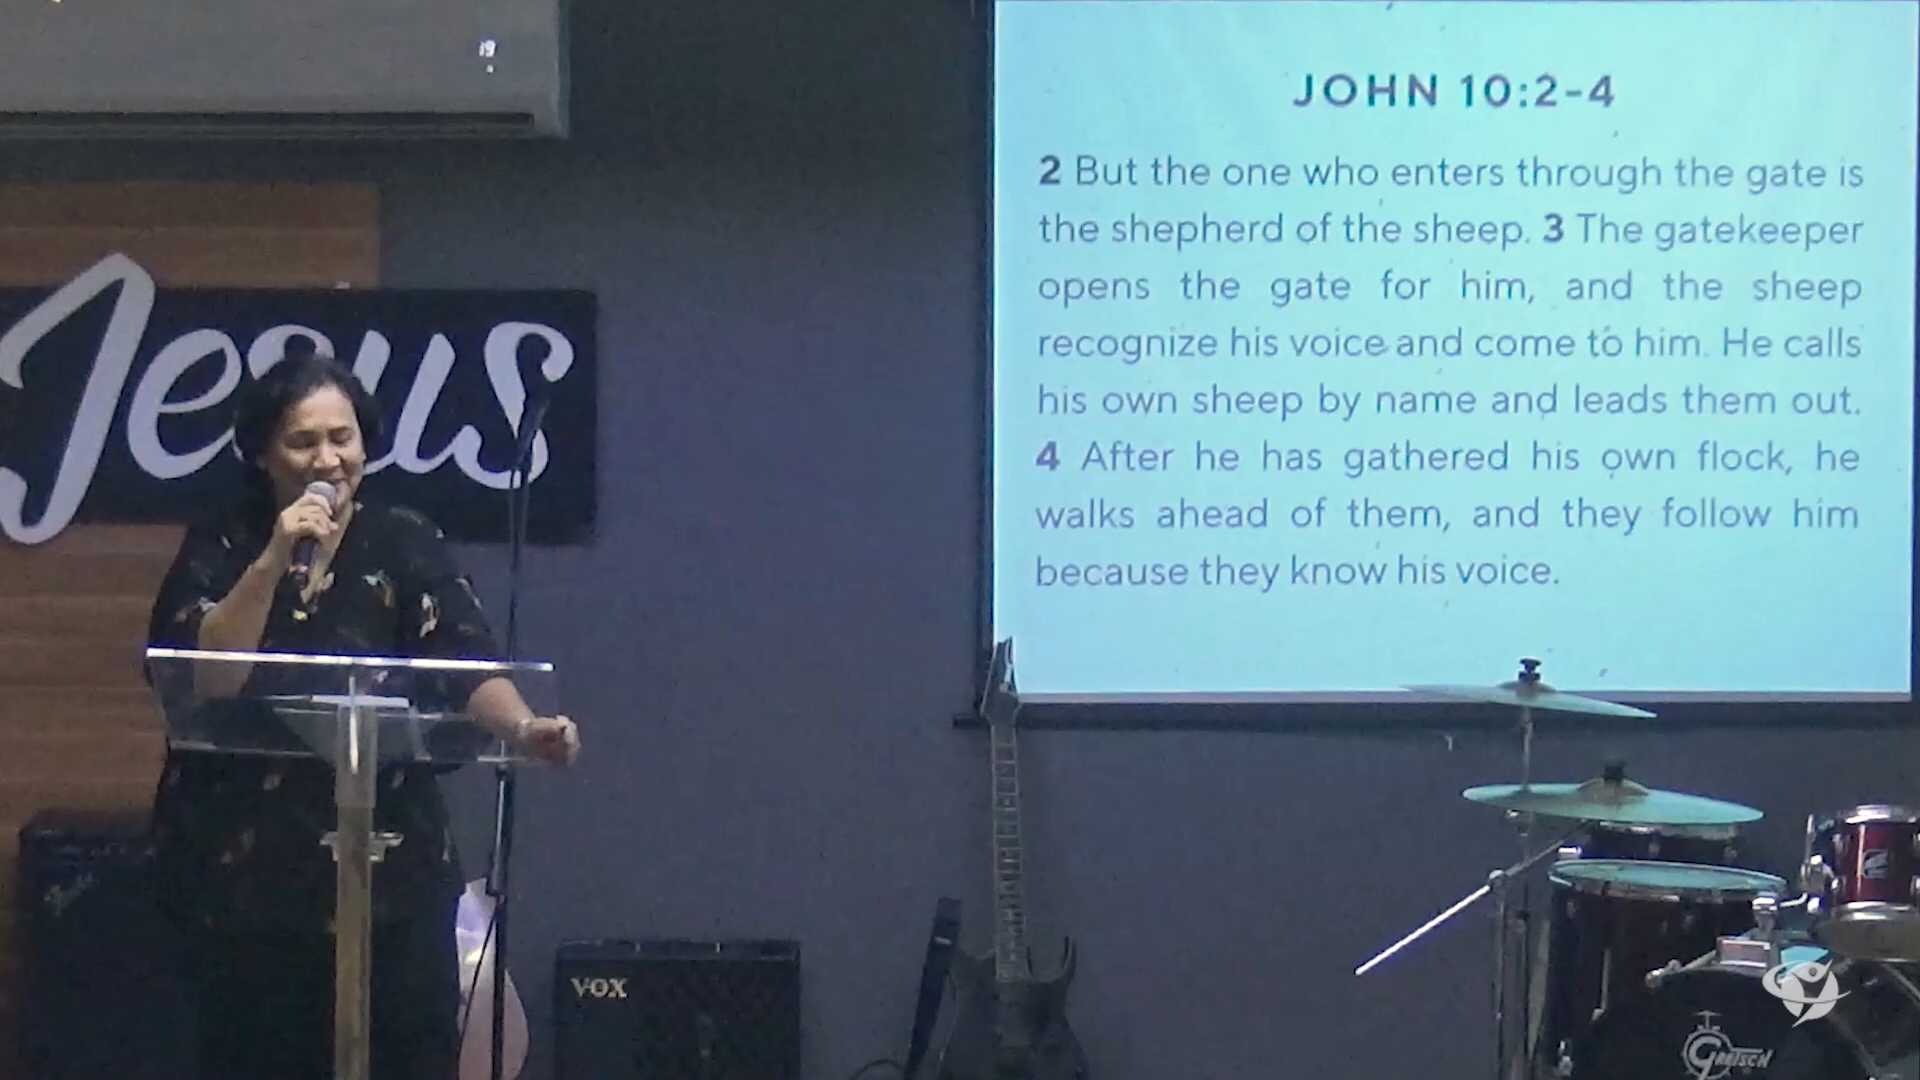 19
Jesus
JOHN 10:2-4
2 But the one who enters through the gate is
the shepherd of the sheep. 3 The gatekeeper
opens the gate for him, and the sheep
recognize his voice and come to him. He calls
his own sheep by name and leads them out.
4 After he has gathered his own flock, he
walks ahead of them, and they follow him
because they know his voice.
Fender
VOX
GRETSCH